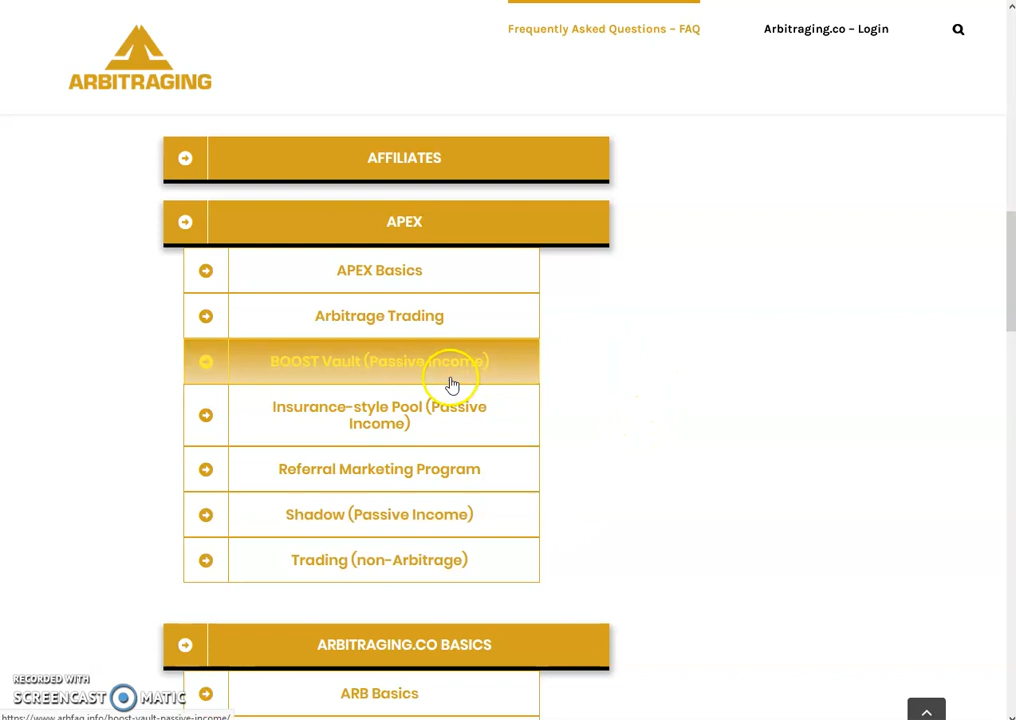 Frequently Asked Questions – FAQ
Arbitraging.co – Login
ARBITRAGING
AFFILIATES
APEX
APEX Basics
Arbitrage Trading
BOOST Vault (Passive Income)
Insurance-style Pool (Passive
Income)
Referral Marketing Program
Shadow (Passive Income)
Trading (non-Arbitrage)
ARBITRAGING.CO BASICS
ARB Basics
RECORDED WITH
SCREENCAST MATIC
https://www.arbfaq.info/boost-vault-passive-income/